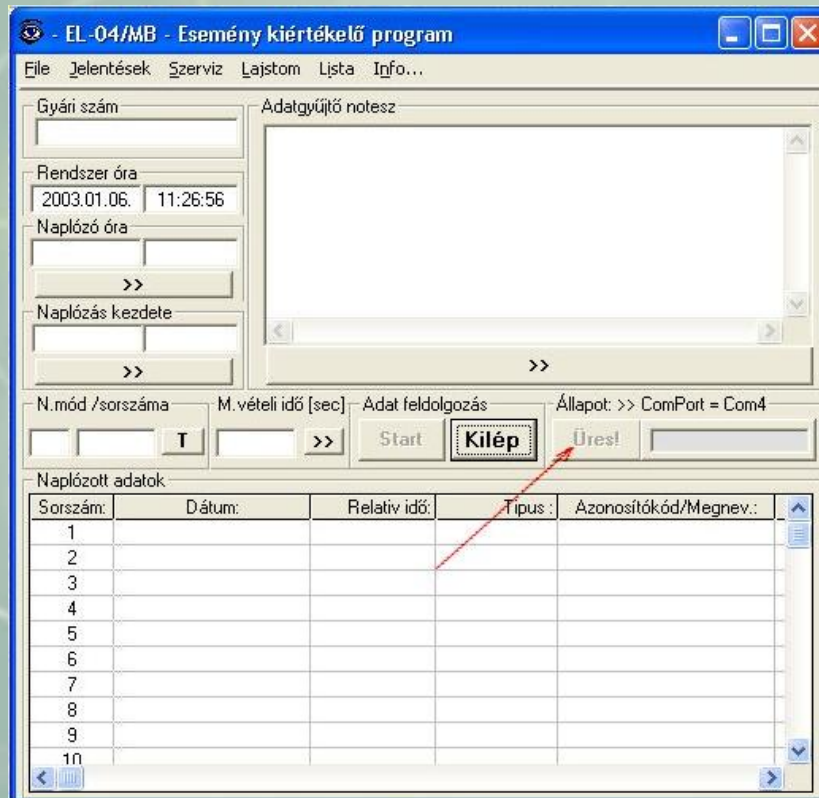 - EL-04/MB - Esemény kiértékelő program
File Jelentések Szerviz Lajstom Lista Info...
Gyári szám
Adatgyűjtő notesz
Rendszer óra
2003.01.06. 11:26:56
Naplózó óra
>>
Naplózás kezdete
>>
>>
N.mód /sorszáma M.vételi idő [sec] Adat feldolgozás Állapot: >> ComPort = Com4
T >> Start Kilép Üres!
Naplózott adatok
Sorszám: Dátum: Relativ idő: Tipus : Azonosítókód/Megnev.:
1
2
3
4
5
6
7
8
9
10